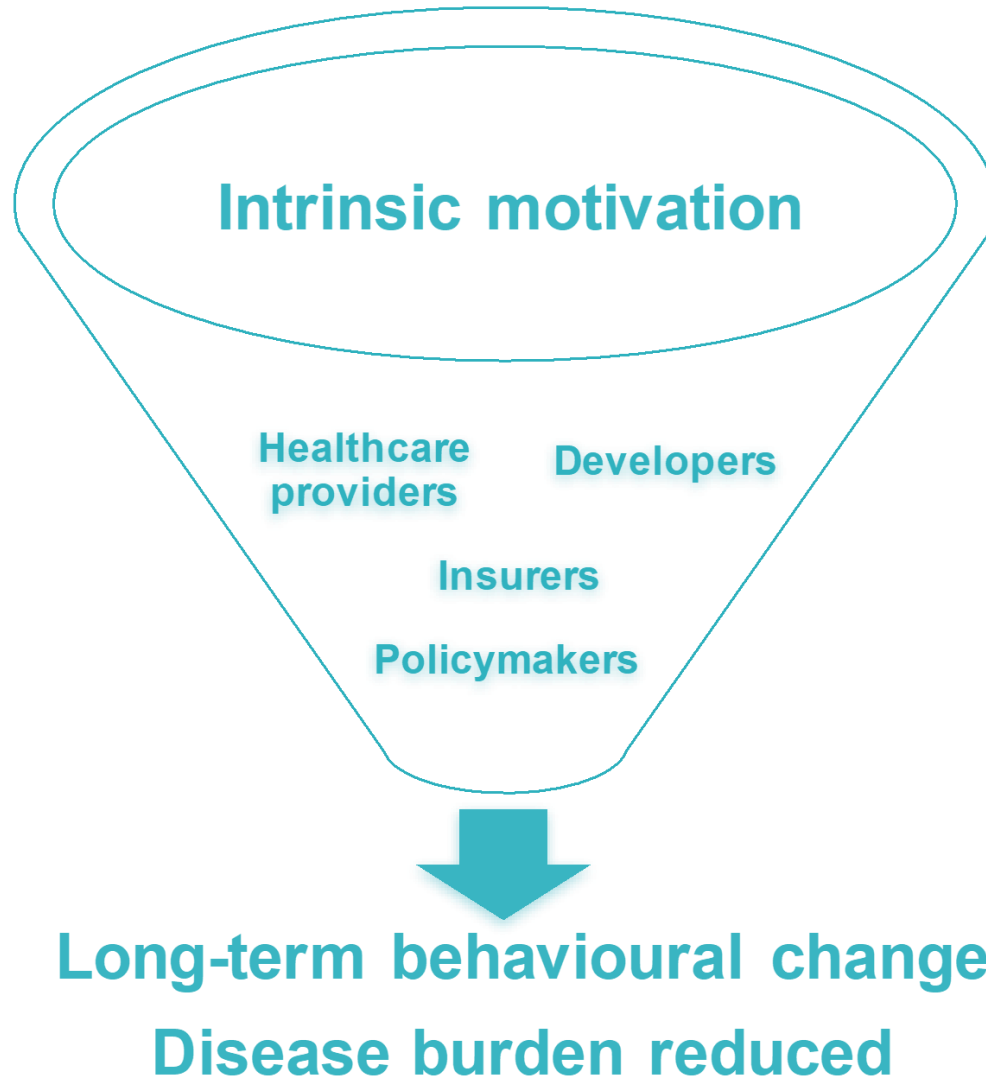 Intrinsic motivation
Healthcare
providers
Developers
Insurers
Policymakers
Long-term behavioural change
Disease burden reduced